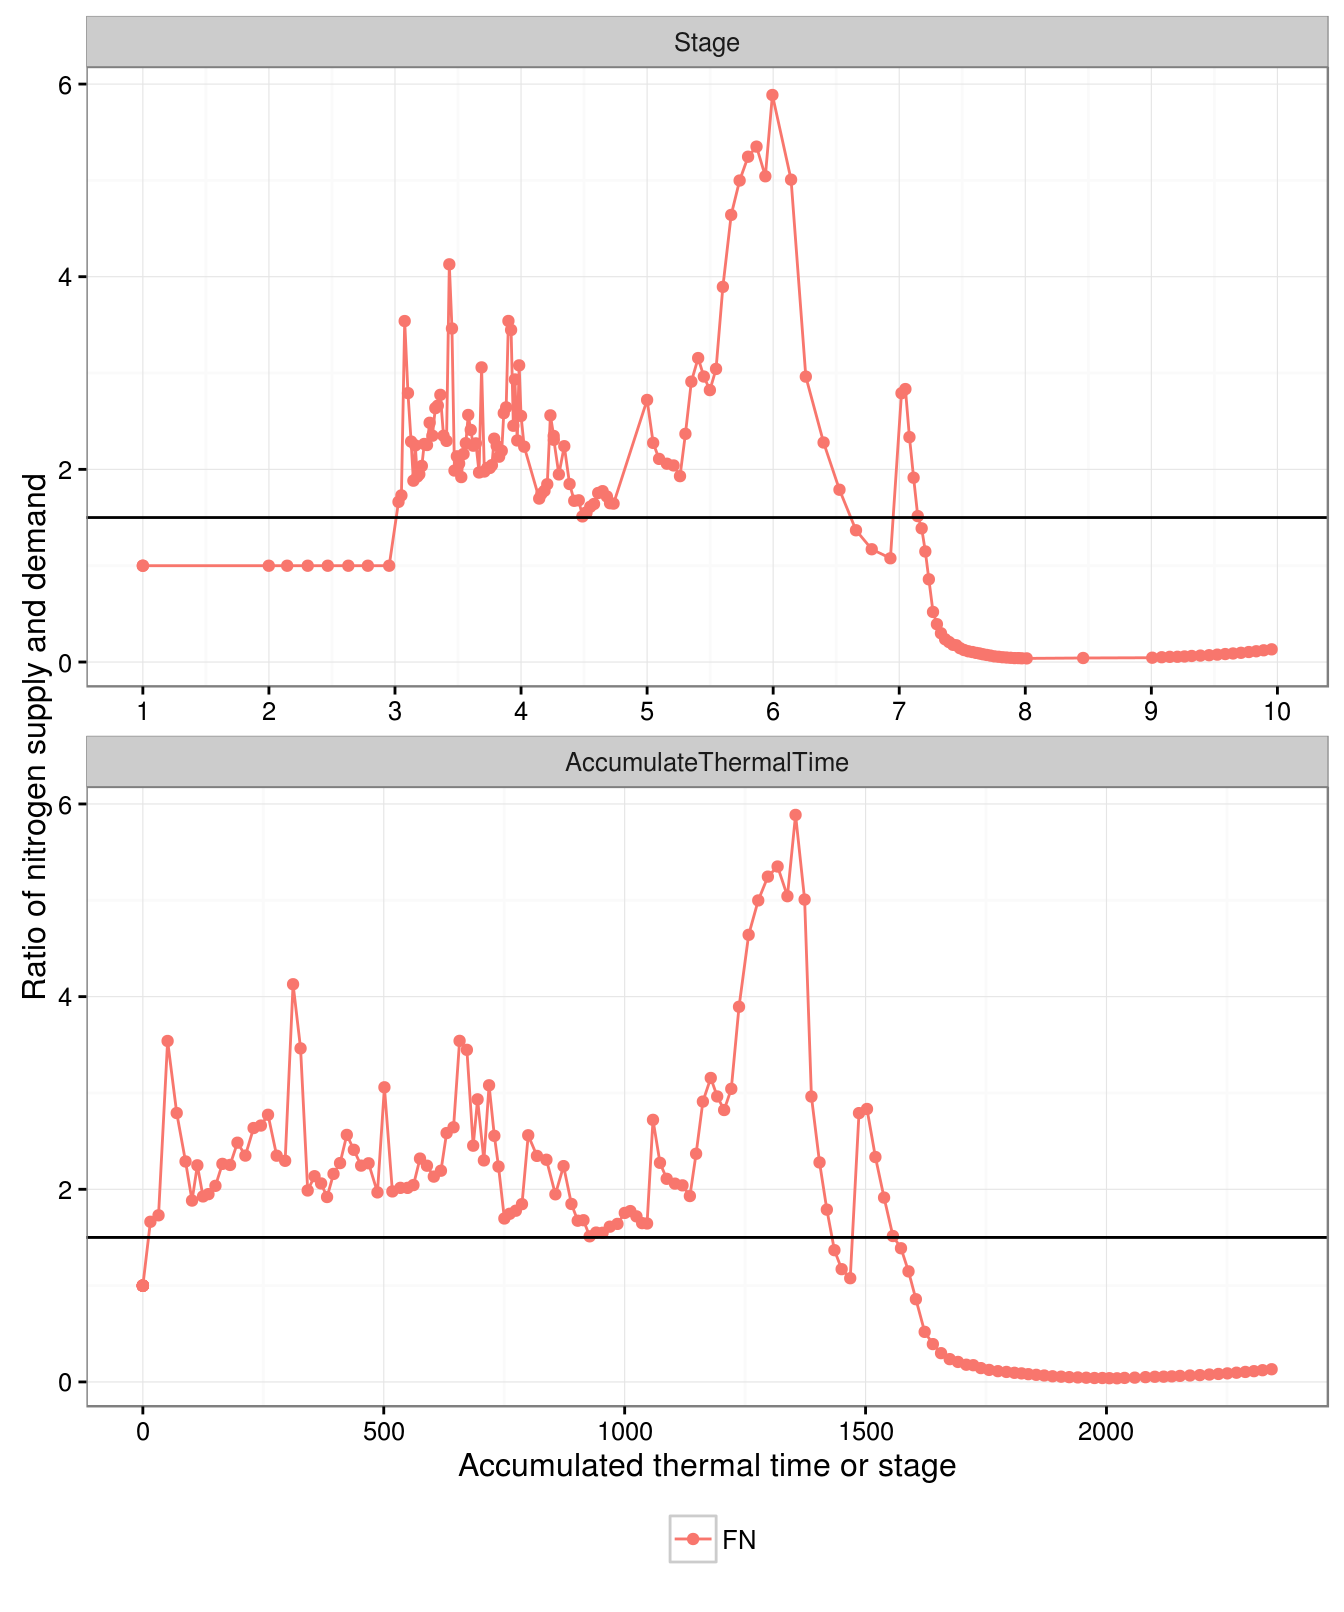 Stage
6
4
2
0
1 2 3 4 5 6 7 8 9 10
Ratio of nitrogen supply and demand
AccumulateThermalTime
6
4
2
0
0 500 1000 1500 2000
Accumulated thermal time or stage
FN